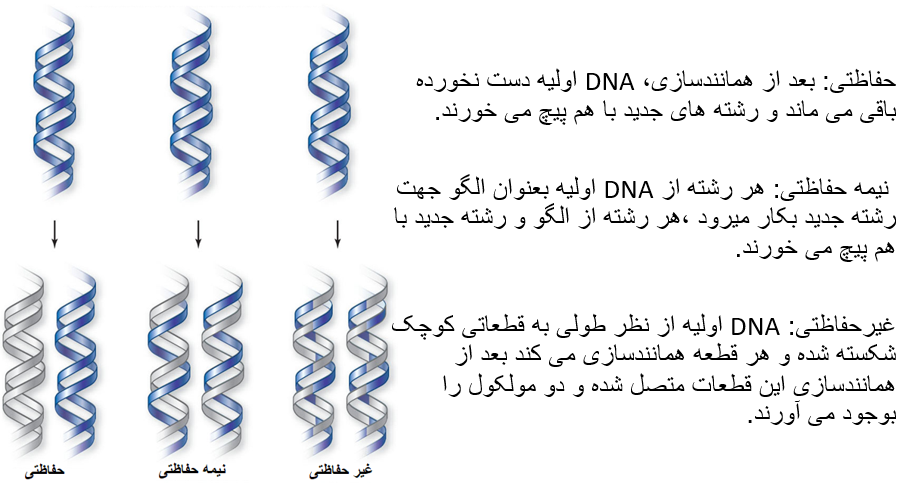 حفاظتی: بعد از همانندسازی، DNA اولیه دست نخورده
باقی می ماند و رشته های جدید با هم پیچ می خورند.
نیمه حفاظتی: هر رشته از DNA اولیه بعنوان الگو جهت
رشته جدید بکار میرود ،هر رشته از الگو و رشته جدید با
هم پیچ می خورند.
غیرحفاظتی: DNA اولیه از نظر طولی به قطعاتی کوچک
شکسته شده و هر قطعه همانندسازی می کند بعد از
همانندسازی این قطعات متصل شده و دو مولکول را
بوجود می آورند.
غیر حفاظتی
نیمه حفاظتی
حفاظتی